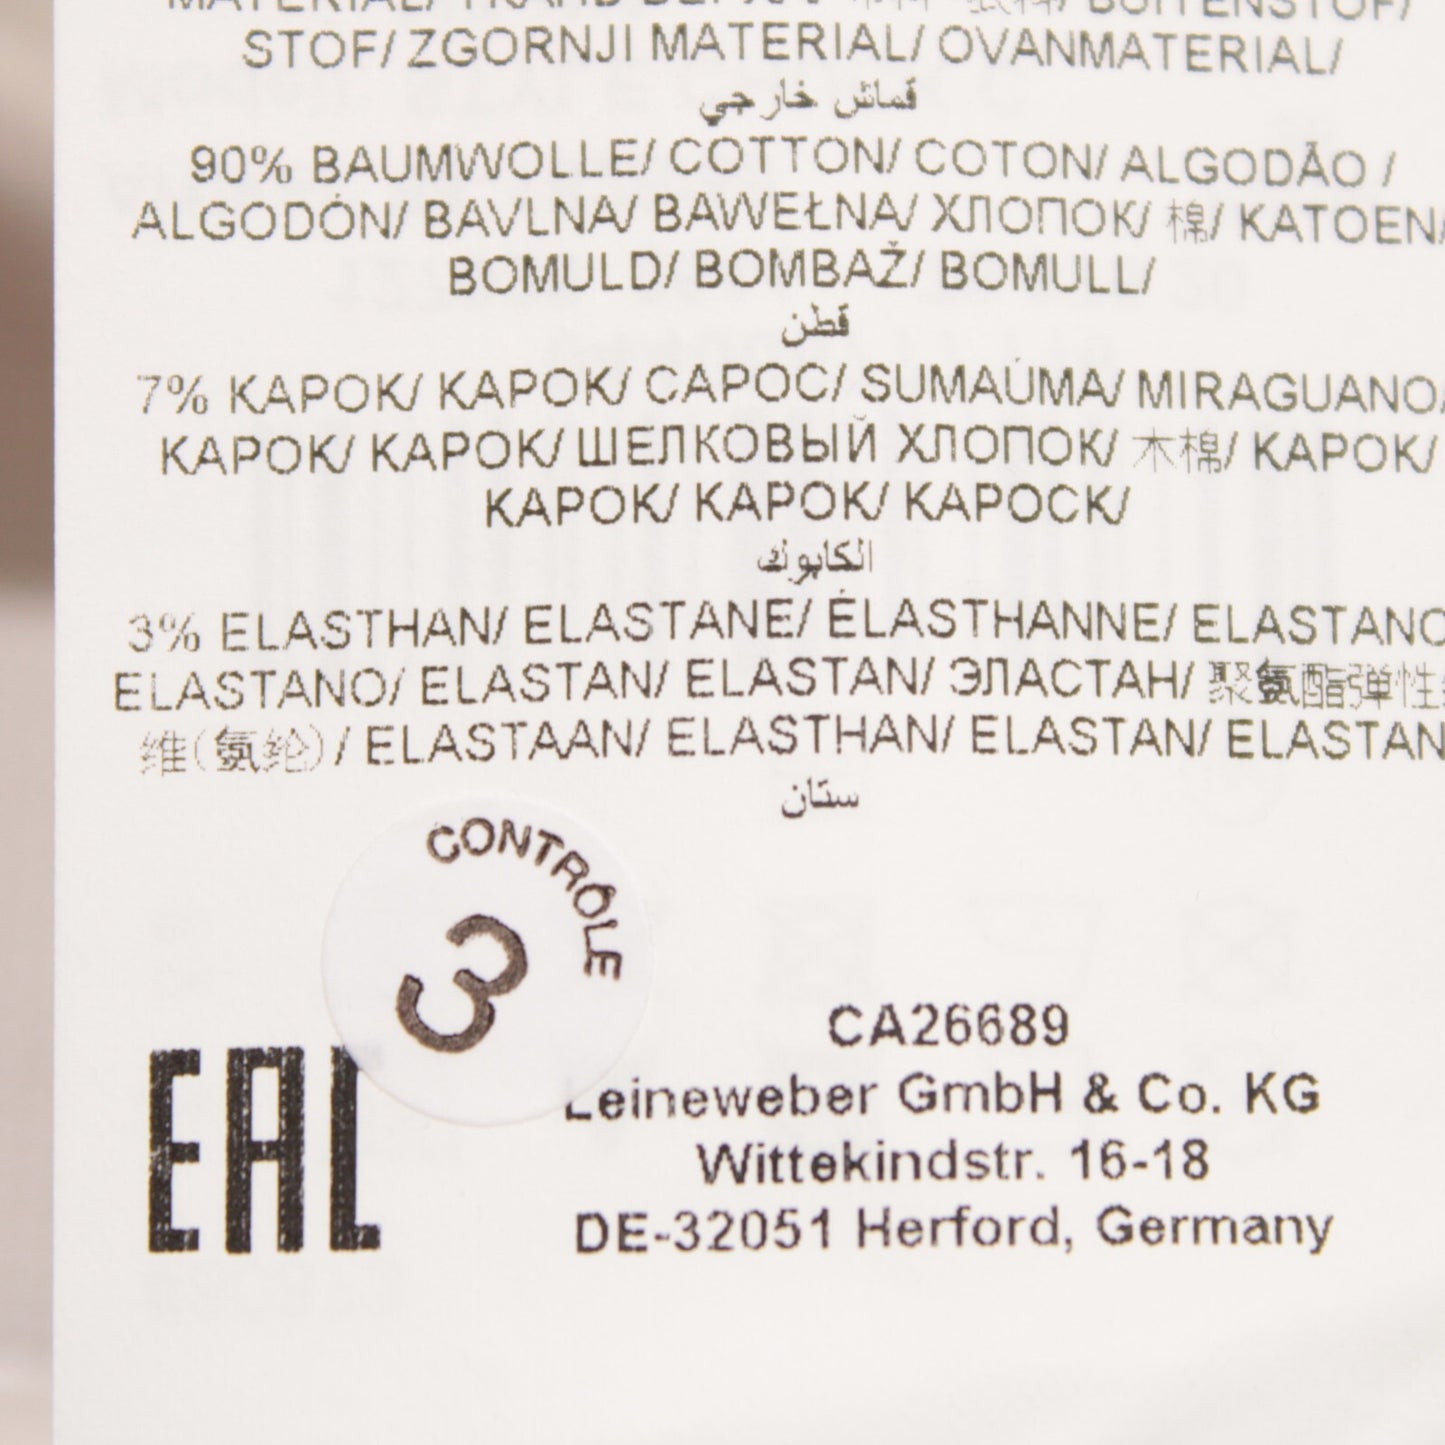 STOF/ ZGORNJI MATERIAL/ OVANMATERIAL/
قماش خارجي
90% BAUMWOLLE/ COTTON/ COTON/ ALGODÃO /
ALGODÓN/ BAVLNA/ BAWEŁNA/ ХЛОПОК/ 棉/ KATOEN/
BOMULD/ BOMBAŽ/ BOMULL/
قطن
7% KAPOK/ KAPOK/ CAPOC/ SUMAÚMA/ MIRAGUANO/
KAPOK/ KAPOK/ ШЕЛКОВЫЙ ХЛОПОК/ 木棉/ KAPOK/
KAPOK/ KAPOK/ KAPOCK/
الكابوك
3% ELASTHAN/ ELASTANE/ ÉLASTHANNE/ ELASTANO
ELASTANO/ ELASTAN/ ELASTAN/ ЭЛАСТАН/ 聚氨酯弹性
维(氨纶)/ ELASTAAN/ ELASTHAN/ ELASTAN/ ELASTAN
ستان
CONTRÔLE
3
EAC
CA26689
Leineweber GmbH & Co. KG
Wittekindstr. 16-18
DE-32051 Herford, Germany